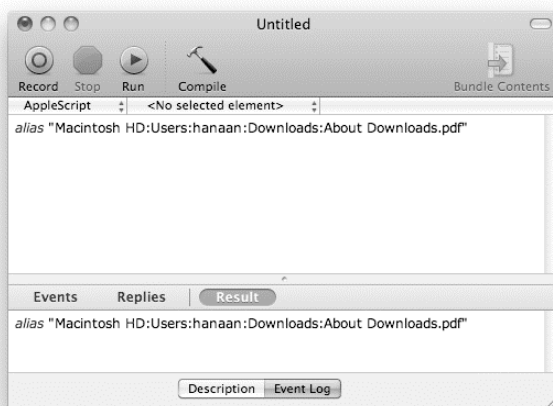 Untitled
Record Stop Run Compile Bundle Contents
AppleScript <No selected element>
alias "Macintosh HD:Users:hanaan:Downloads:About Downloads.pdf"
Events Replies Result
alias "Macintosh HD:Users:hanaan:Downloads:About Downloads.pdf"
Description Event Log